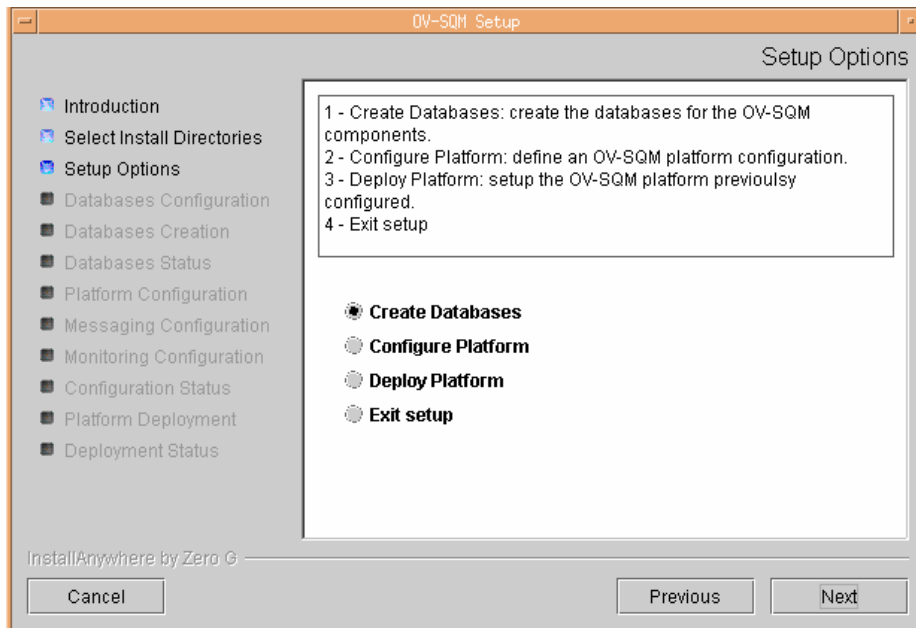 OV-SQM Setup
Setup Options
Introduction
Select Install Directories
Setup Options
Databases Configuration
Databases Creation
Databases Status
Platform Configuration
Messaging Configuration
Monitoring Configuration
Configuration Status
Platform Deployment
Deployment Status
1 - Create Databases: create the databases for the OV-SQM
components.
2 - Configure Platform: define an OV-SQM platform configuration.
3 - Deploy Platform: setup the OV-SQM platform previoulsy
configured.
4 - Exit setup
Create Databases
Configure Platform
Deploy Platform
Exit setup
InstallAnywhere by Zero G
Cancel
Previous
Next